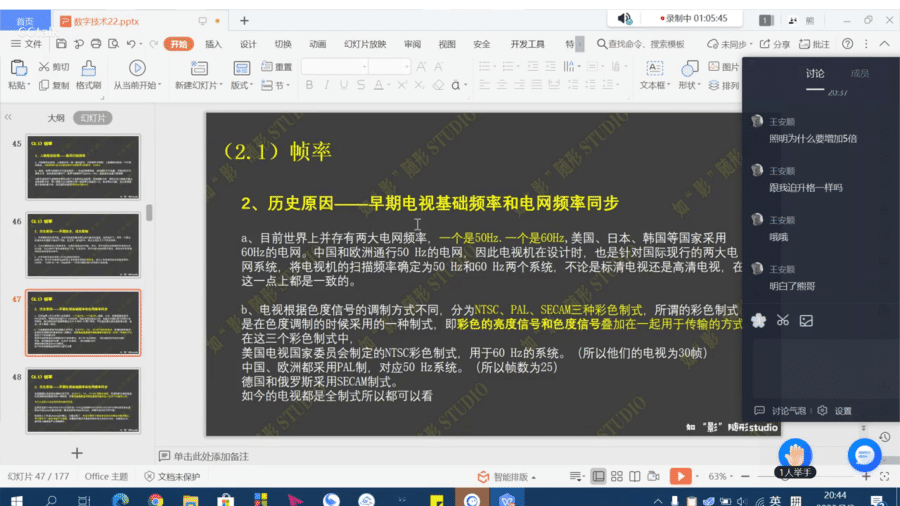 首页
数字技术22.pptx
录制中 01:05:45
1
熊
文件
开始
插入
设计
切换
动画
幻灯片放映
审阅
视图
安全
开发工具
特
查找命令、搜索模板
未同步
分享
批注
粘贴
剪切
复制
格式刷
从当前开始
新建幻灯片
版式
重置
节
B I U S A
文本框
形状
图片
排列
大纲
幻灯片
45
46
47
48
(2.1) 帧率
2、历史原因——早期电视基础频率和电网频率同步
a、目前世界上并存有两大电网频率，一个是50Hz,一个是60Hz,美国、日本、韩国等国家采用
60Hz的电网。中国和欧洲通行50 Hz的电网，因此电视机在设计时，也是针对国际现行的两大电
网系统，将电视机的扫描频率确定为50 Hz和60 Hz两个系统，不论是标清电视还是高清电视，在
这一点上都是一致的。
b、电视根据色度信号的调制方式不同，分为NTSC、PAL、SECAM三种彩色制式，所谓的彩色制式
是在色度调制的时候采用的一种制式，即彩色的亮度信号和色度信号叠加在一起用于传输的方式
在这三个彩色制式中，
美国电视国家委员会制定的NTSC彩色制式，用于60 Hz的系统。（所以他们的电视为30帧）
中国、欧洲都采用PAL制，对应50 Hz系统。（所以帧数为25）
德国和俄罗斯采用SECAM制式。
如今的电视都是全制式所以都可以看
如“影”随形studio
讨论
成员
20:37
王安顺
照明为什么要增加5倍
王安顺
跟我迫升格一样吗
王安顺
哦哦
王安顺
明白了熊哥
讨论气泡
设置
1人举手
单击此处添加备注
幻灯片 47 / 177
Office 主题
文档未保护
智能排版
63%
英
20:44